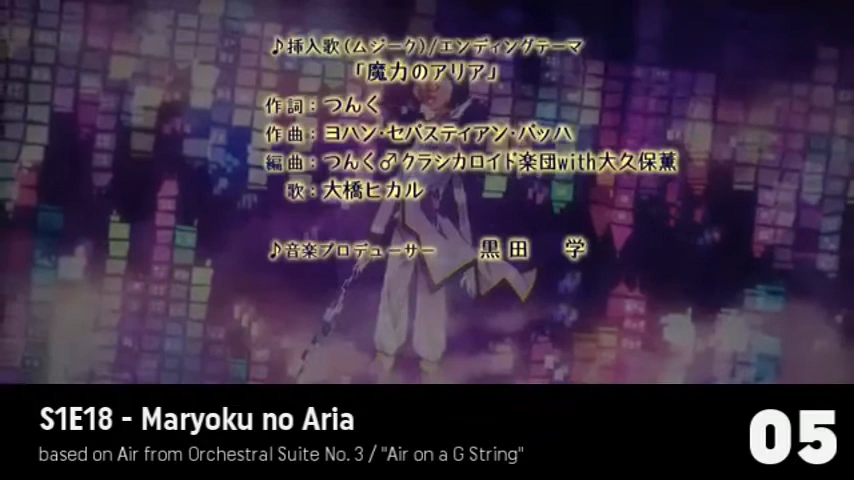 ♪挿入歌(ムジーク)/エンディングテーマ
「魔力のアリア」
作詞：つんく
作曲：ヨハン・セバスティアン・バッハ
編曲：つんく♂クラシカロイド楽団with大久保薫
歌：大橋ヒカル
♪音楽プロデューサー 黒田 学
S1E18 - Maryoku no Aria
based on Air from Orchestral Suite No. 3 / "Air on a G String"
05